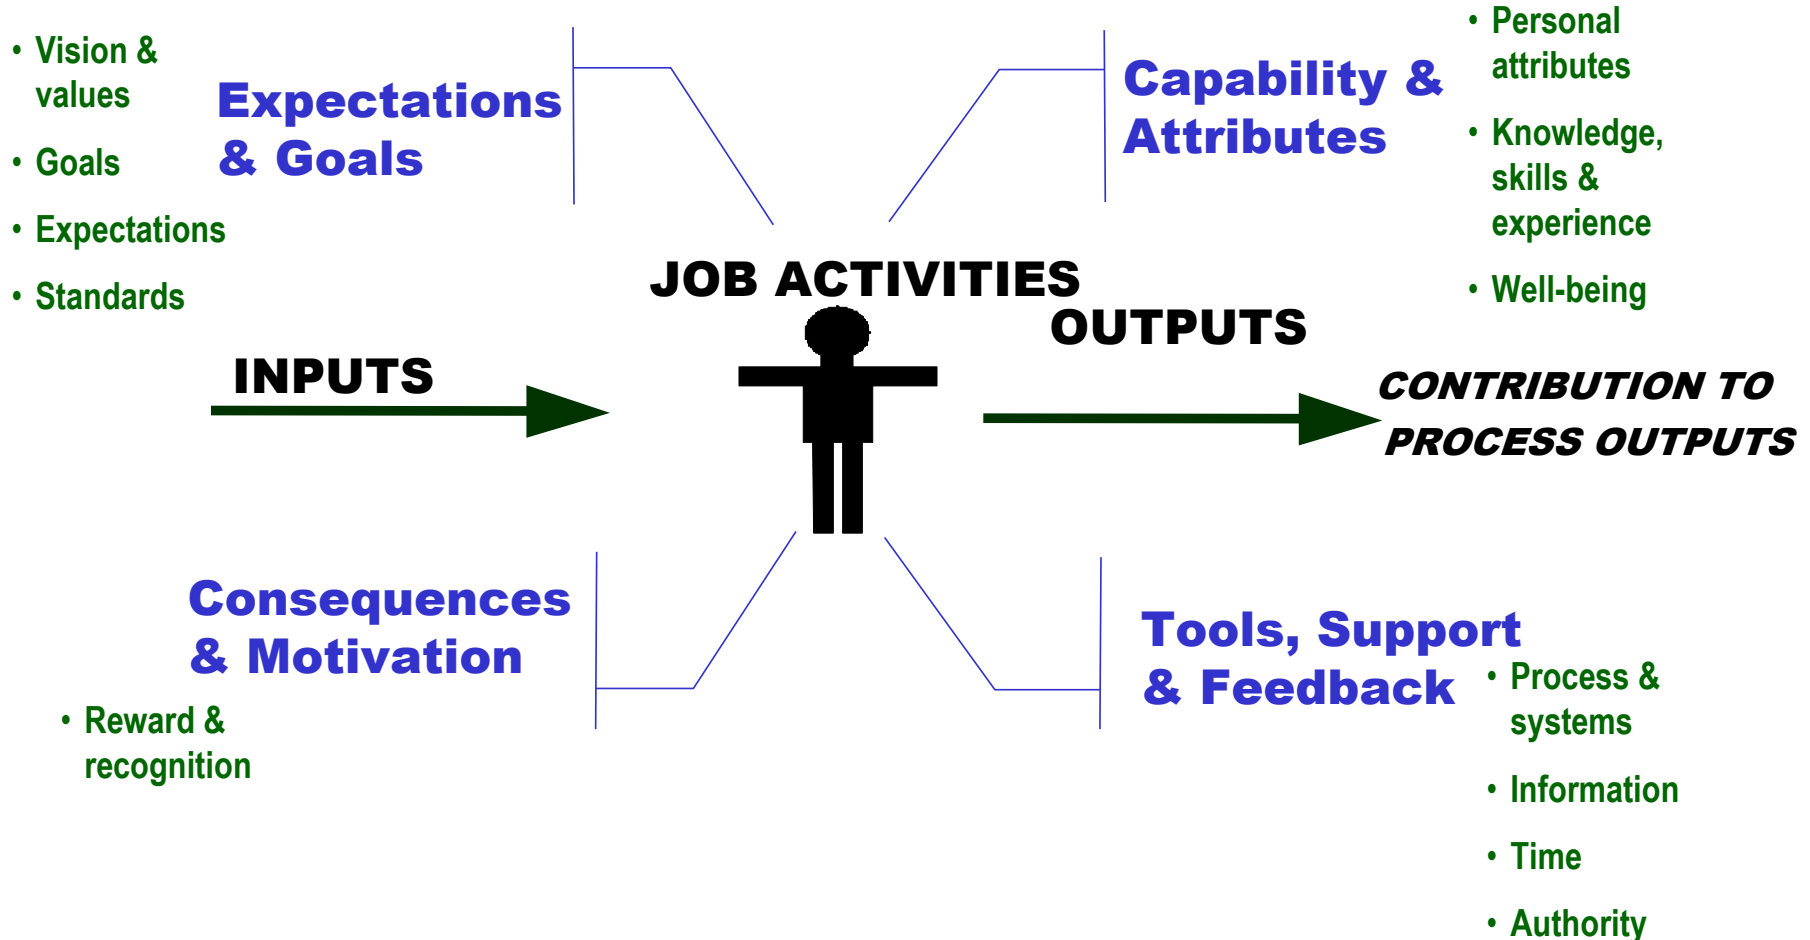 • Vision &
values
• Goals
• Expectations
• Standards
Expectations
& Goals
Capability &
Attributes
• Personal
attributes
• Knowledge,
skills &
experience
• Well-being
JOB ACTIVITIES
INPUTS
OUTPUTS
CONTRIBUTION TO
PROCESS OUTPUTS
Consequences
& Motivation
• Reward &
recognition
Tools, Support
& Feedback
• Process &
systems
• Information
• Time
• Authority